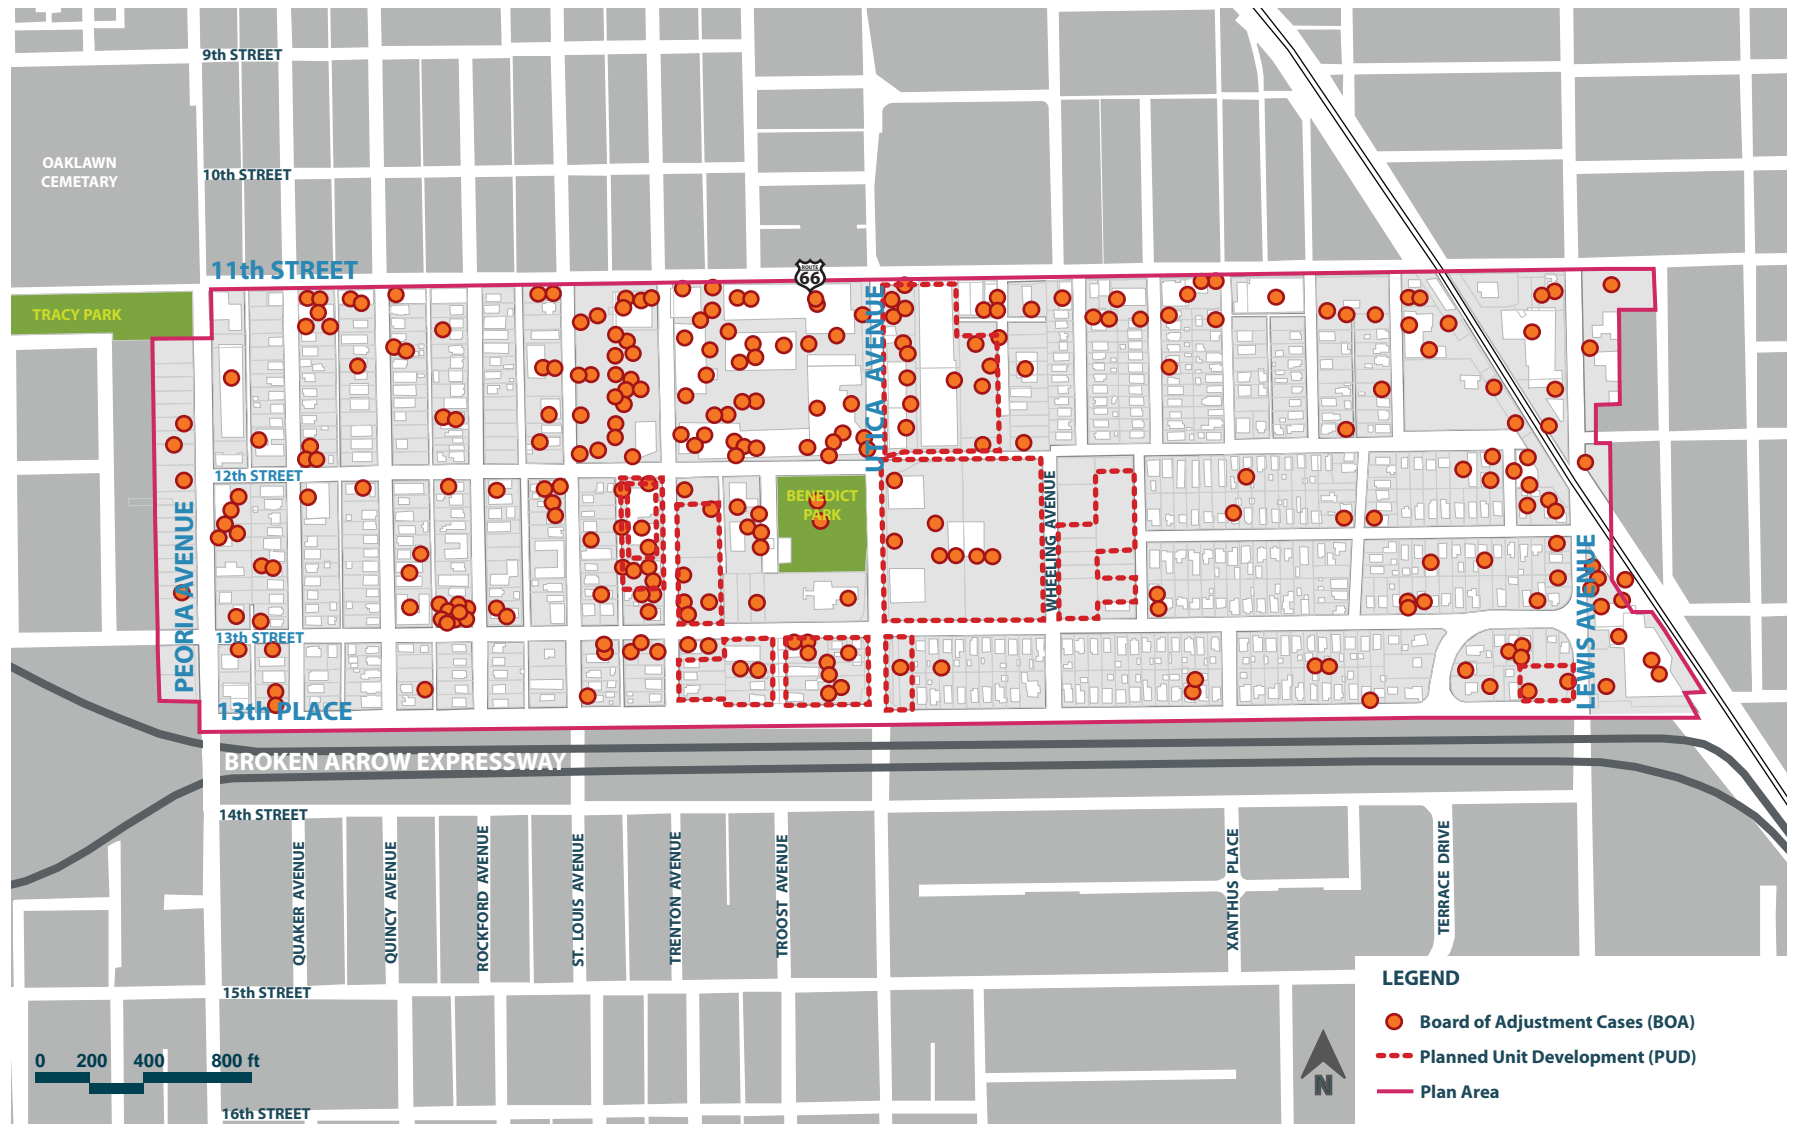 9th STREET
OAKLAWN
CEMETARY
10th STREET
11th STREET
ROUTE
66
TRACY PARK
UTICA AVENUE
12th STREET
BENEDICT
PARK
WHEELING AVENUE
PEORIA AVENUE
LEWIS AVENUE
13th STREET
13th PLACE
BROKEN ARROW EXPRESSWAY
14th STREET
QUAKER AVENUE
QUINCY AVENUE
ROCKFORD AVENUE
ST. LOUIS AVENUE
TRENTON AVENUE
TROOST AVENUE
XANTHUS PLACE
TERRACE DRIVE
15th STREET
LEGEND
Board of Adjustment Cases (BOA)
Planned Unit Development (PUD)
Plan Area
N
0 200 400 800 ft
16th STREET